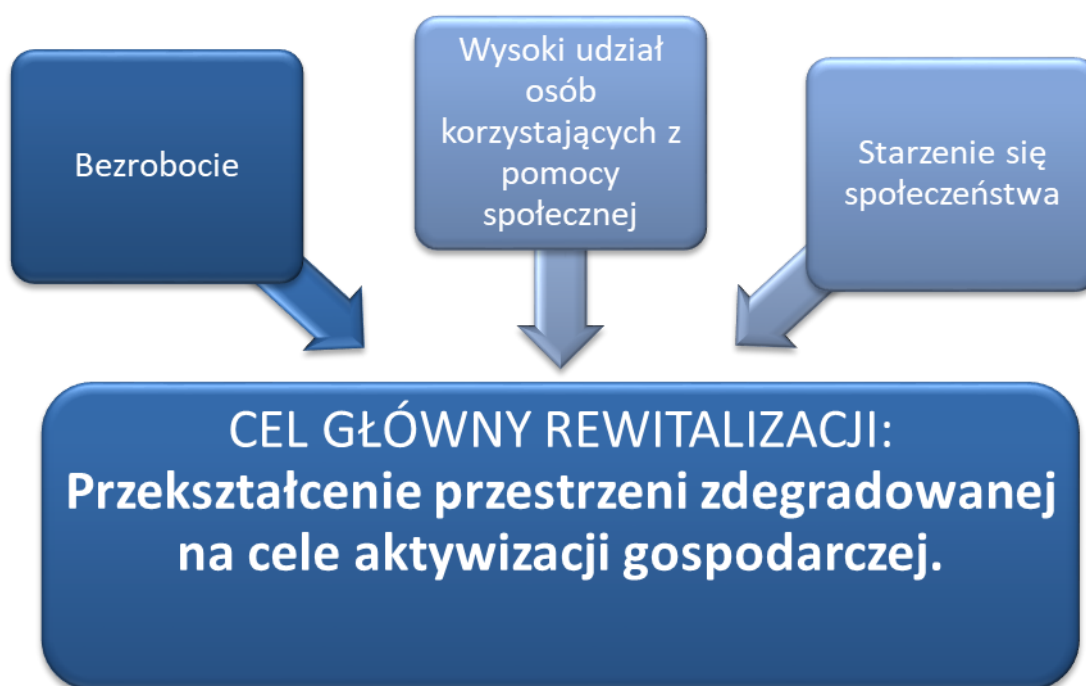 Bezrobocie
Wysoki udział
osób
korzystających z
pomocy
społecznej
Starzenie się
społeczeństwa
CEL GŁÓWNY REWITALIZACJI:
Przekształcenie przestrzeni zdegradowanej
na cele aktywizacji gospodarczej.